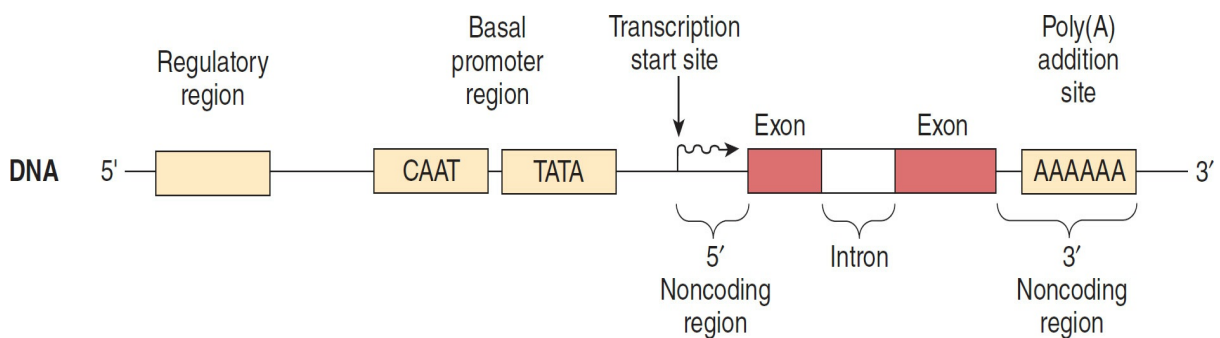 Regulatory
region
Basal
promoter
region
Transcription
start site
Poly(A)
addition
site
Exon
Exon
DNA
5'
CAAT
TATA
AAAAAA
3′
5′
Noncoding
region
Intron
3′
Noncoding
region